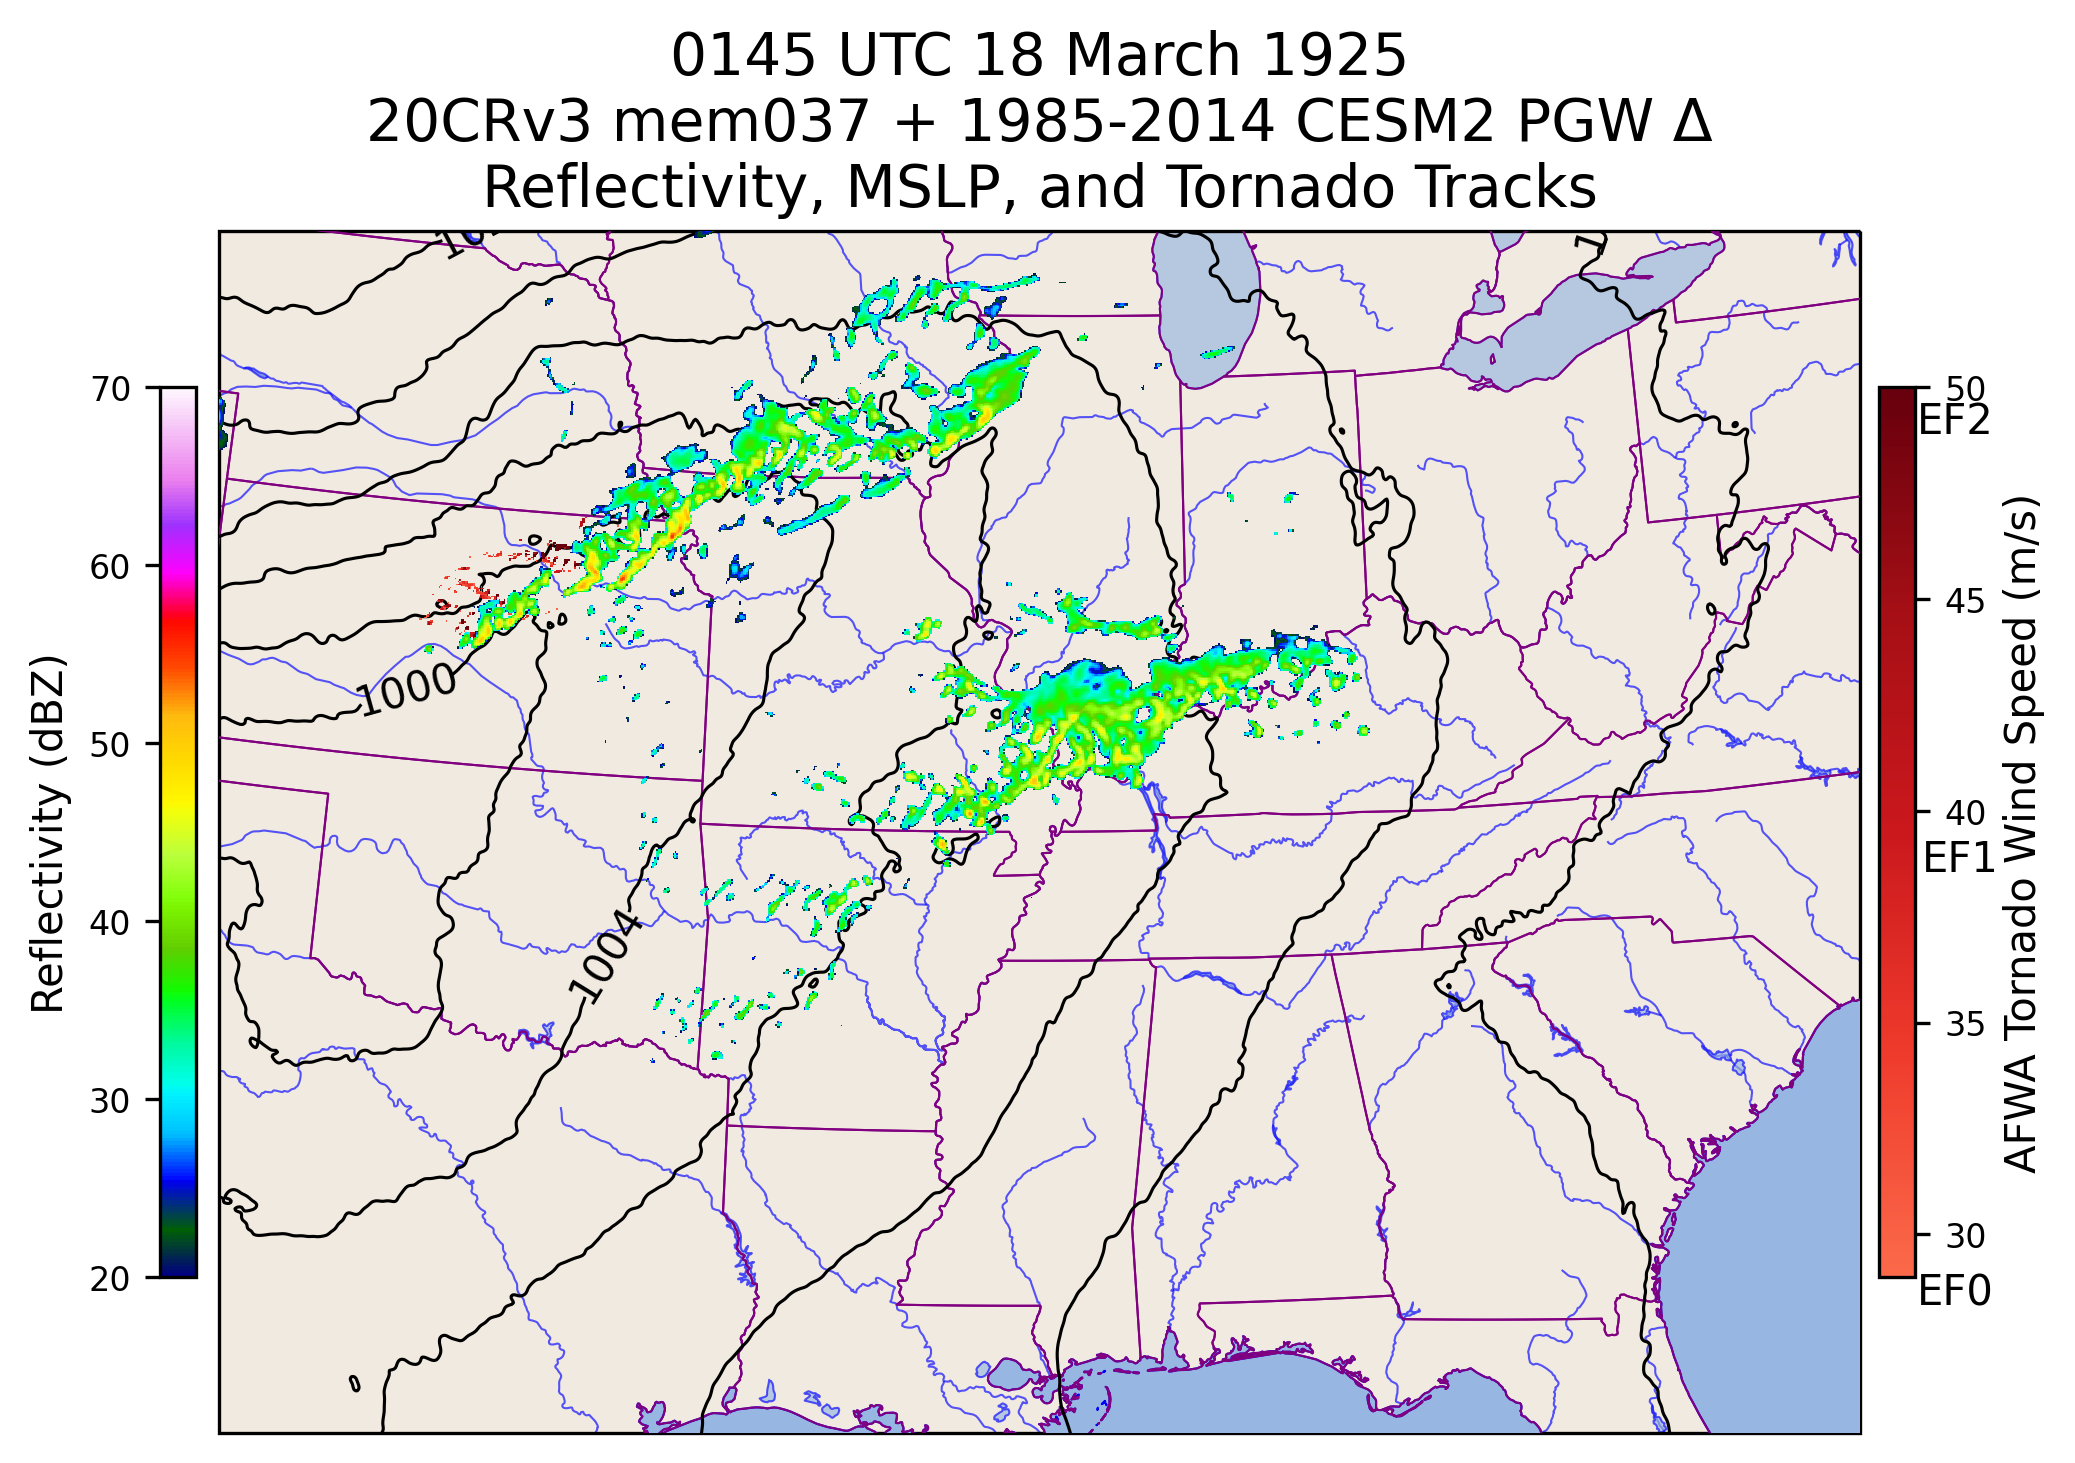 0145 UTC 18 March 1925
20CRv3 mem037 + 1985-2014 CESM2 PGW Δ
Reflectivity, MSLP, and Tornado Tracks
70
60
50
40
30
20
Reflectivity (dBZ)
1000
1004
50
EF2
45
40
EF1
35
30
EF0
AFWA Tornado Wind Speed (m/s)